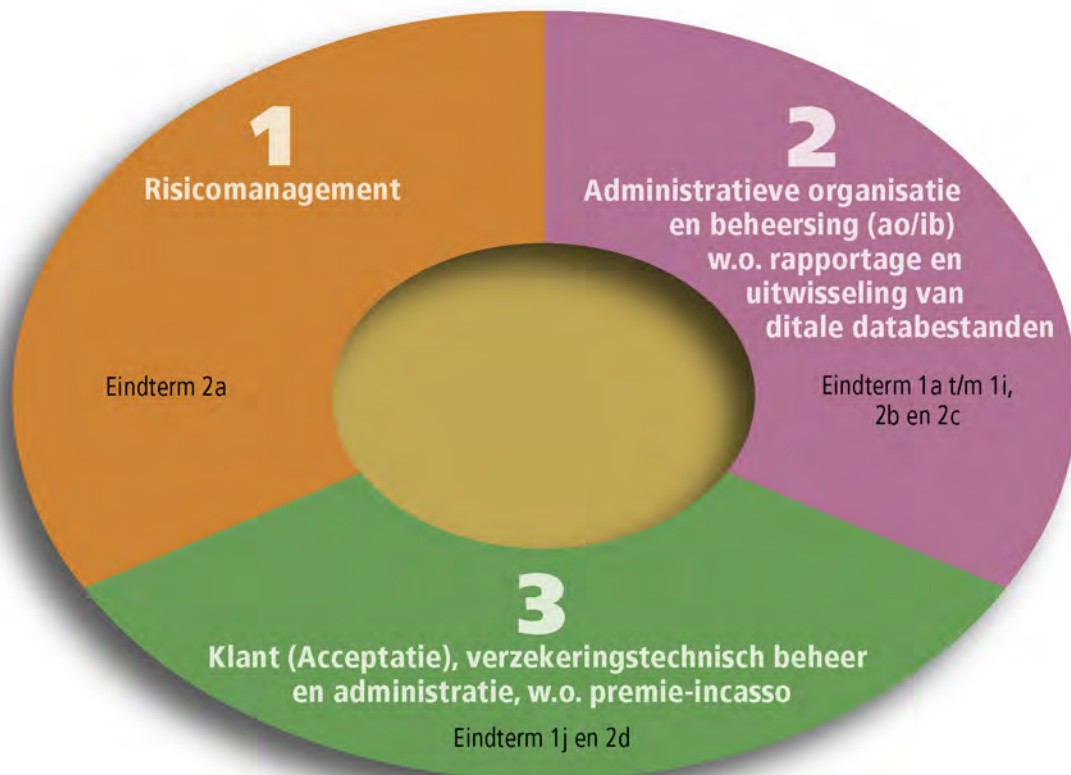 1
Risicomanagement
Eindterm 2a
2
Administratieve organisatie
en beheersing (ao/ib)
w.o. rapportage en
uitwisseling van
ditale databestanden
Eindterm 1a t/m 1i,
2b en 2c
3
Klant (Acceptatie), verzekeringstechnisch beheer
en administratie, w.o. premie-incasso
Eindterm 1j en 2d